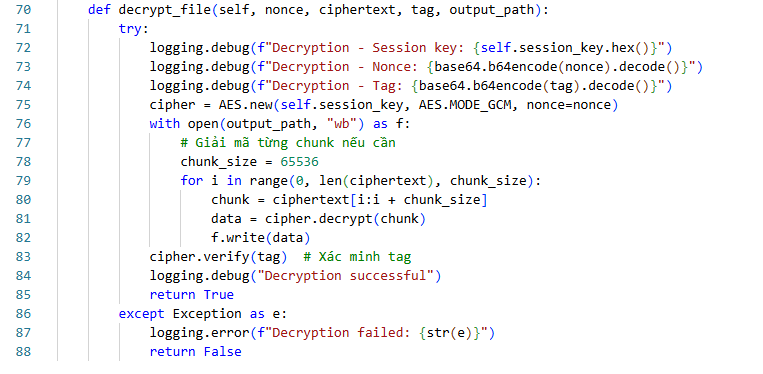 70 def decrypt_file(self, nonce, ciphertext, tag, output_path):
71 try:
72 logging.debug(f"Decryption - Session key: {self.session_key.hex()}")
73 logging.debug(f"Decryption - Nonce: {base64.b64encode(nonce).decode()}")
74 logging.debug(f"Decryption - Tag: {base64.b64encode(tag).decode()}")
75 cipher = AES.new(self.session_key, AES.MODE_GCM, nonce=nonce)
76 with open(output_path, "wb") as f:
77 # Giải mã từng chunk nếu cần
78 chunk_size = 65536
79 for i in range(0, len(ciphertext), chunk_size):
80 chunk = ciphertext[i:i + chunk_size]
81 data = cipher.decrypt(chunk)
82 f.write(data)
83 cipher.verify(tag)  # Xác minh tag
84 logging.debug("Decryption successful")
85 return True
86 except Exception as e:
87 logging.error(f"Decryption failed: {str(e)}")
88 return False